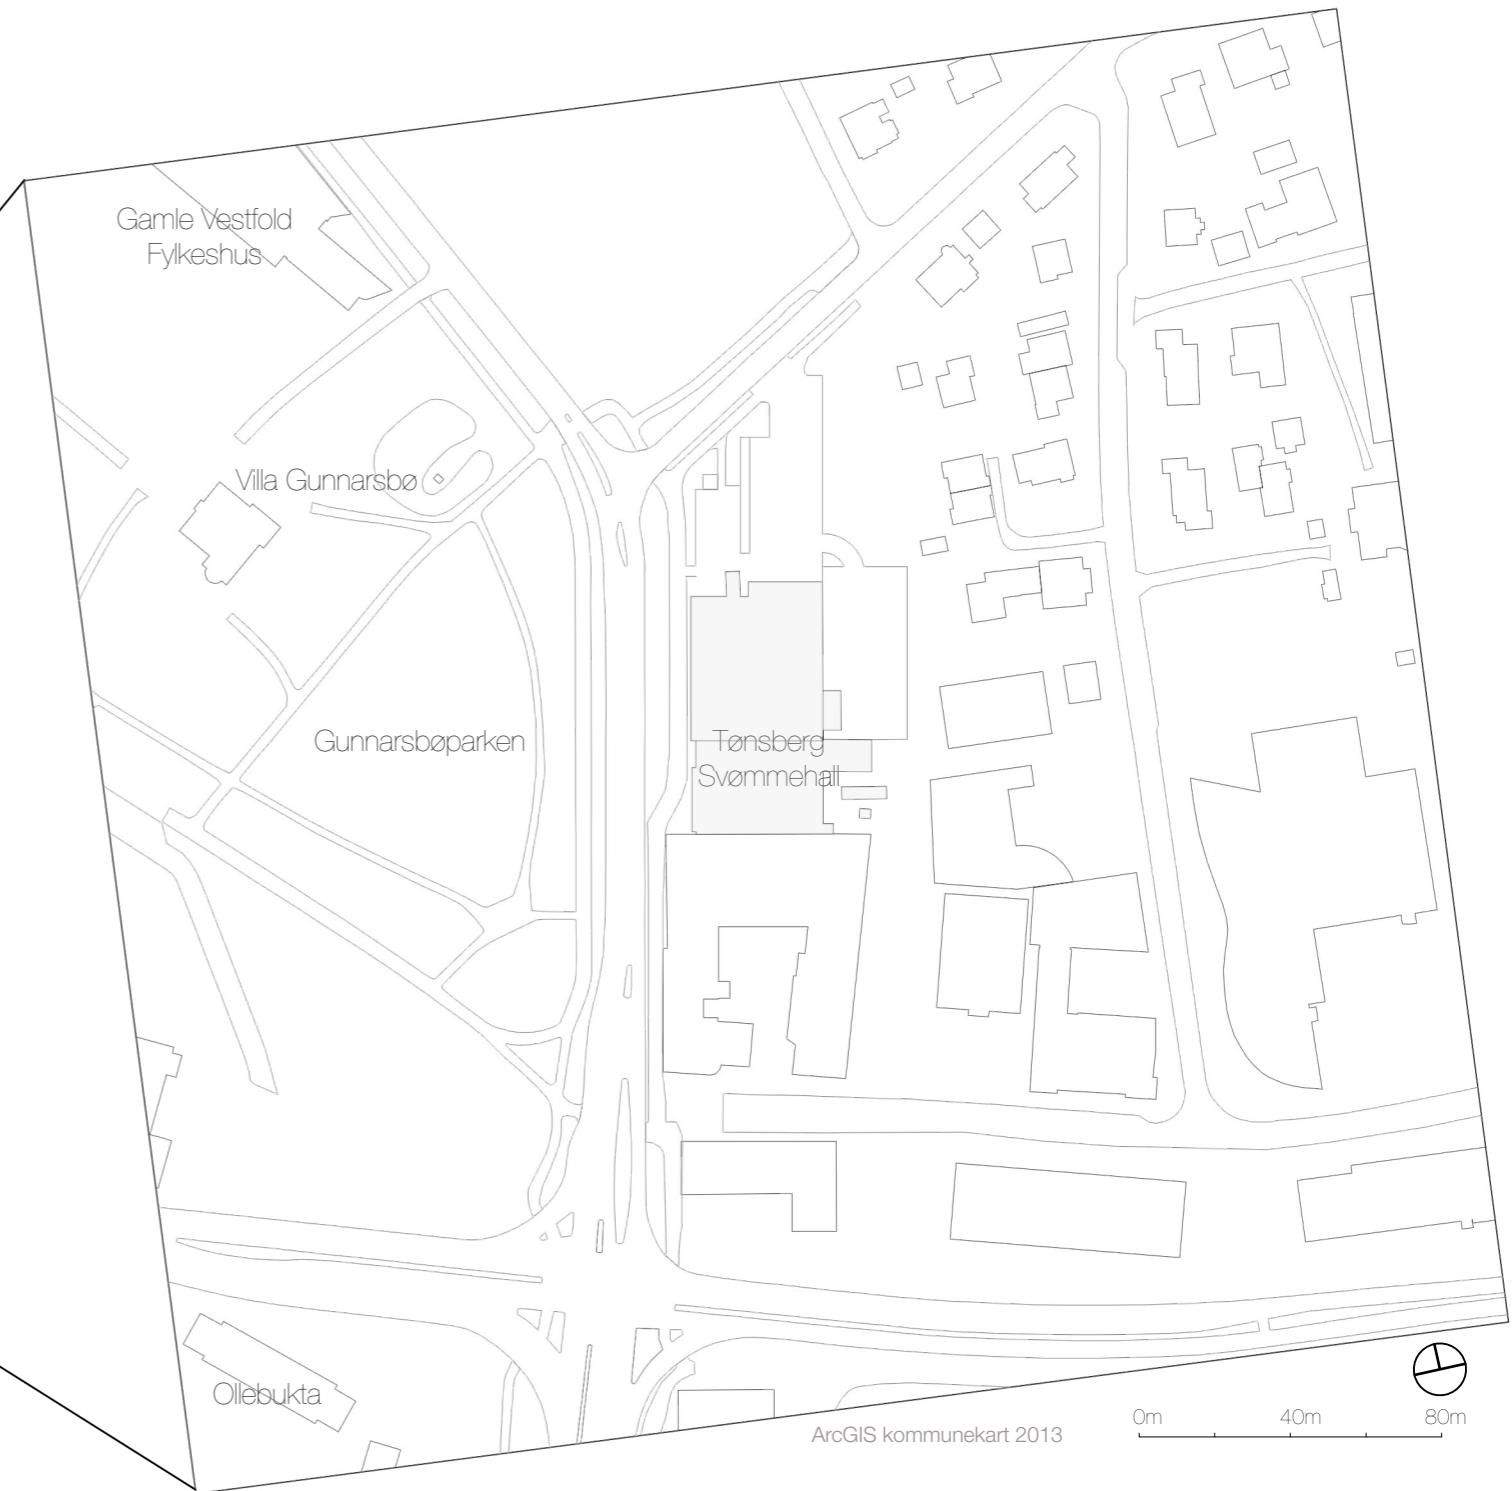 Gamle Vestfold
Fylkeshus
Villa Gunnarsbø
Gunnarsbøparken
Tønsberg
Svømmehall
Ollebukta
ArcGIS kommunekart 2013
0m
40m
80m